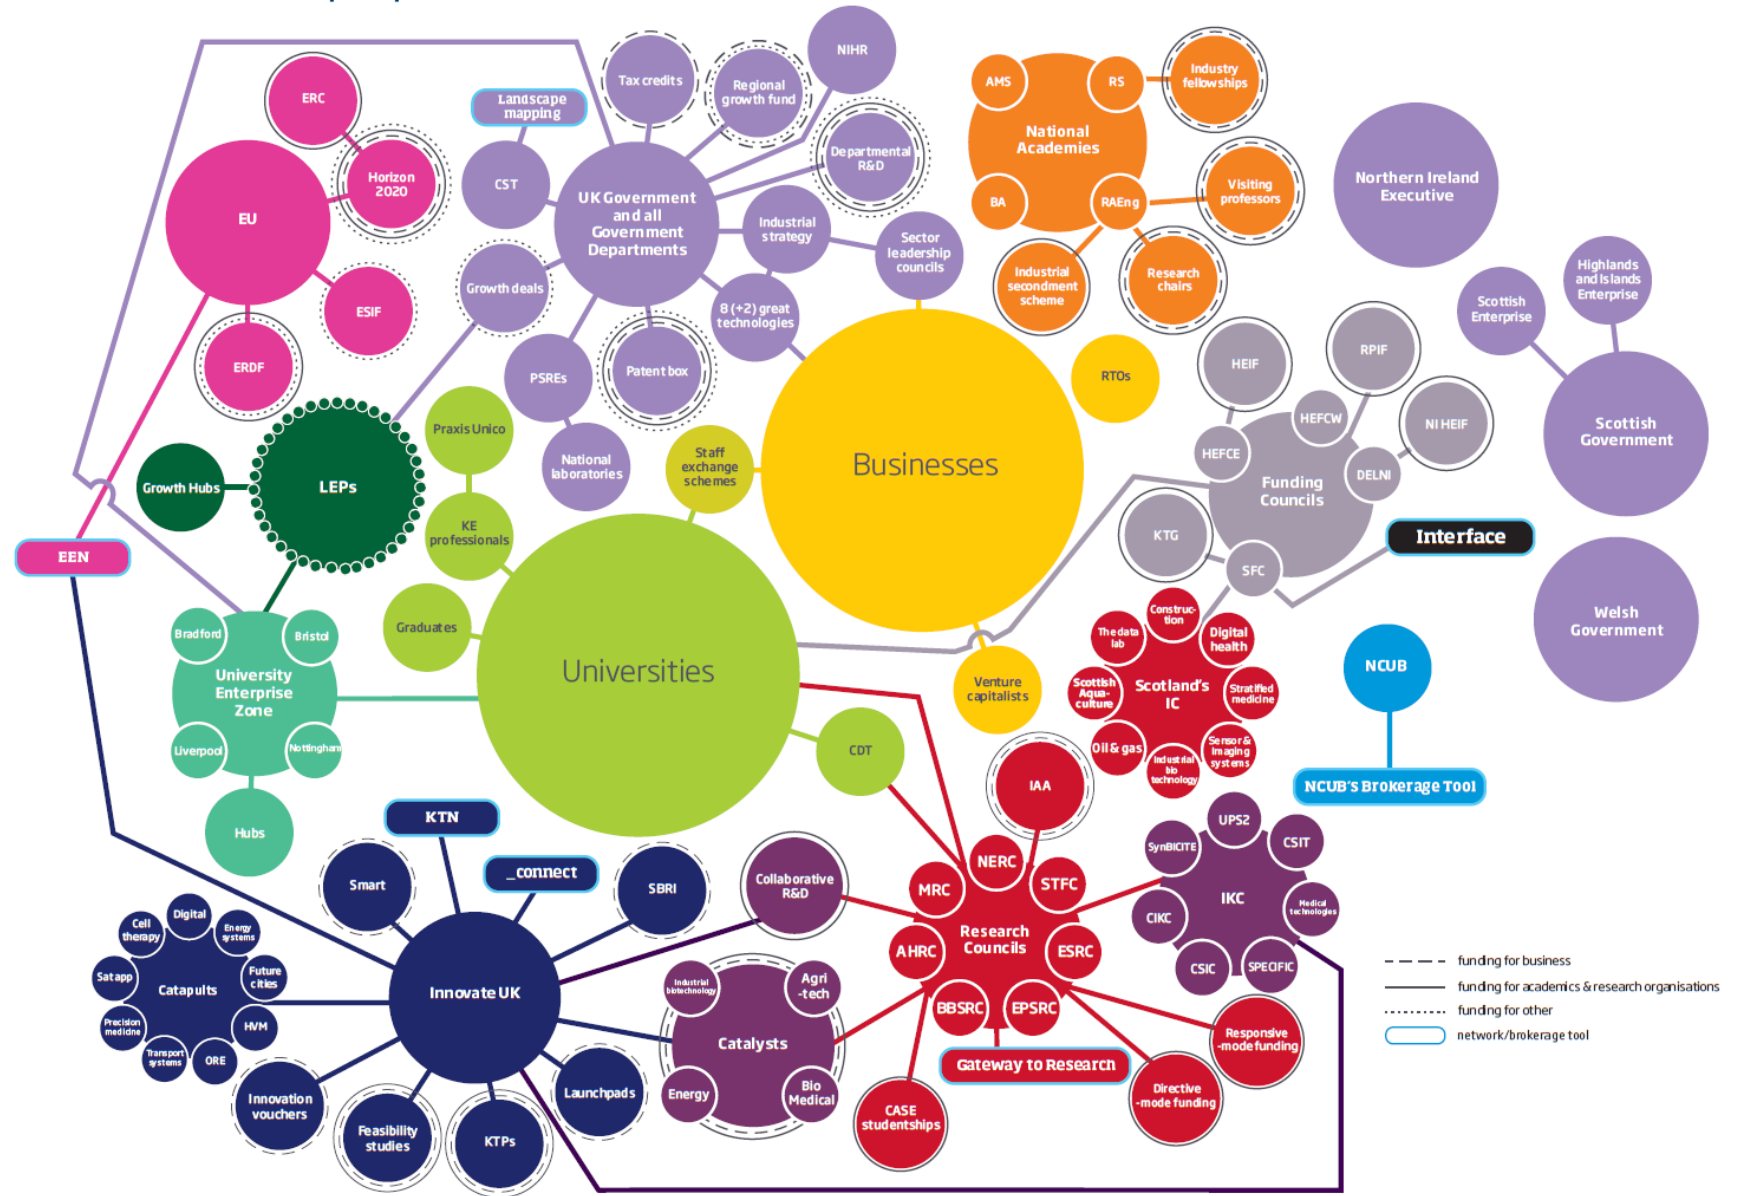 ERC
Horizon
2020
EU
ESIF
ERDF
EEN
Landscape
mapping
CST
Tax credits
Regional
growth fund
NIHR
Departmental
R&D
UK Government
and all
Government
Departments
Industrial
strategy
Sector
leadership
councils
Growth deals
8 (+2) great
technologies
PSREs
Patent box
National
laboratories
AMS
RS
Industry
fellowships
National
Academies
BA
RAEng
Visiting
professors
Industrial
secondment
scheme
Research
chairs
Northern Ireland
Executive
Highlands
and Islands
Enterprise
Scottish
Enterprise
Scottish
Government
Welsh
Government
HEIF
RPIF
NI HEIF
HEFCW
HEFCE
DELNI
Funding
Councils
KTG
SFC
Interface
RTOs
Businesses
Venture
capitalists
Staff
exchange
schemes
Praxis Unico
KE
professionals
Graduates
Universities
CDT
Growth Hubs
LEPs
Bradford
Bristol
University
Enterprise
Zone
Liverpool
Nottingham
Hubs
Construc-
tion
The data
lab
Digital
health
Scottish
Aqua-
culture
Scotland's
IC
Stratified
medicine
Oil & gas
Industrial
bio
technology
Sensor &
Imaging
systems
NCUB
NCUB's Brokerage Tool
KTN
_connect
Smart
SBRI
Collaborative
R&D
Digital
Cell
therapy
Energy
systems
Sat app
Future
cities
Catapults
Precision
medicine
HVM
Transport
systems
ORE
Innovate UK
Innovation
vouchers
Feasibility
studies
KTPs
Launchpads
Industrial
biotechnology
Agri
-tech
Catalysts
Energy
Bio
Medical
IAA
NERC
MRC
STFC
Research
Councils
AHRC
ESRC
BBSRC
EPSRC
Gateway to Research
CASE
studentships
Directive
-mode funding
Responsive
-mode funding
UPS2
SynBICITE
CSIT
IKC
Medical
technologies
CIKC
CSIC
SPECIFIC
funding for business
funding for academics & research organisations
funding for other
network/brokerage tool